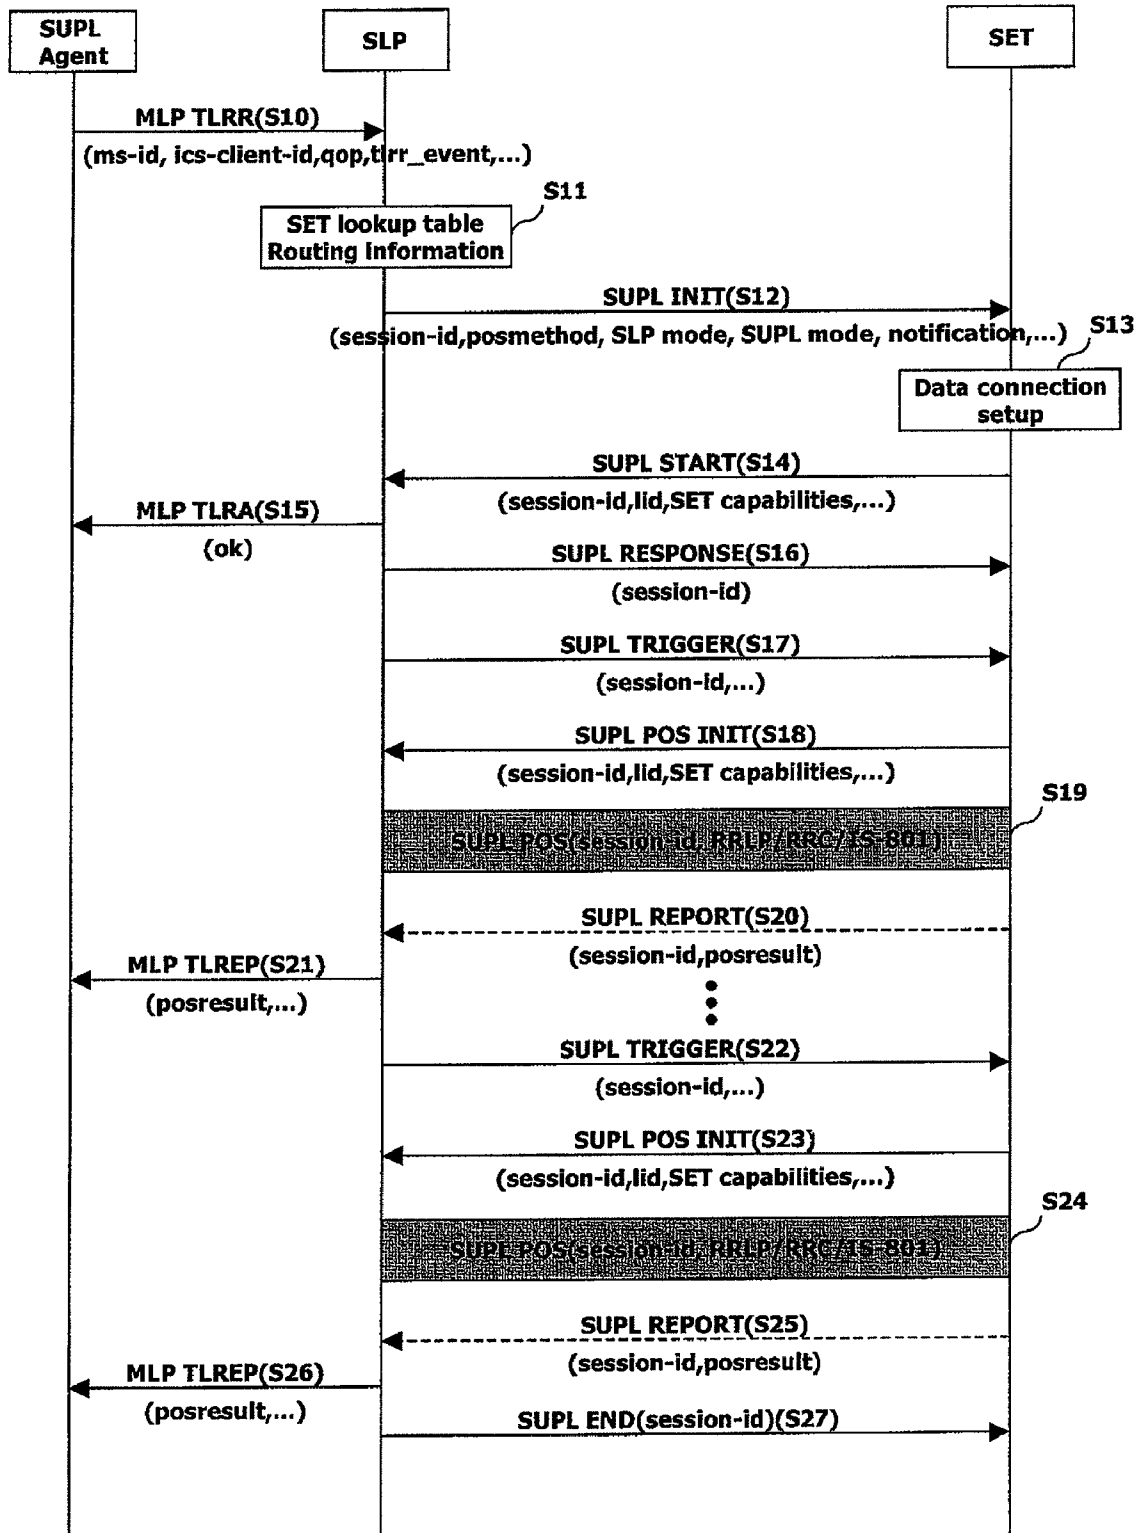 SUPL
Agent
SLP
SET
MLP TLRR(S10)
(ms-id, ics-client-id,qop,tlrr_event,...)
S11
SET lookup table
Routing Information
SUPL INIT(S12)
(session-id,posmethod, SLP mode, SUPL mode, notification,...)
S13
Data connection
setup
SUPL START(S14)
(session-id,lid,SET capabilities,...)
MLP TLRA(S15)
(ok)
SUPL RESPONSE(S16)
(session-id)
SUPL TRIGGER(S17)
(session-id,...)
SUPL POS INIT(S18)
(session-id,lid,SET capabilities,...)
S19
SUPL POS(session-id, RRLP/RRC/IS-801)
SUPL REPORT(S20)
(session-id,posresult)
MLP TLREP(S21)
(posresult,...)
SUPL TRIGGER(S22)
(session-id,...)
SUPL POS INIT(S23)
(session-id,lid,SET capabilities,...)
S24
SUPL POS(session-id, RRLP/RRC/IS-801)
SUPL REPORT(S25)
(session-id,posresult)
MLP TLREP(S26)
(posresult,...)
SUPL END(session-id)(S27)